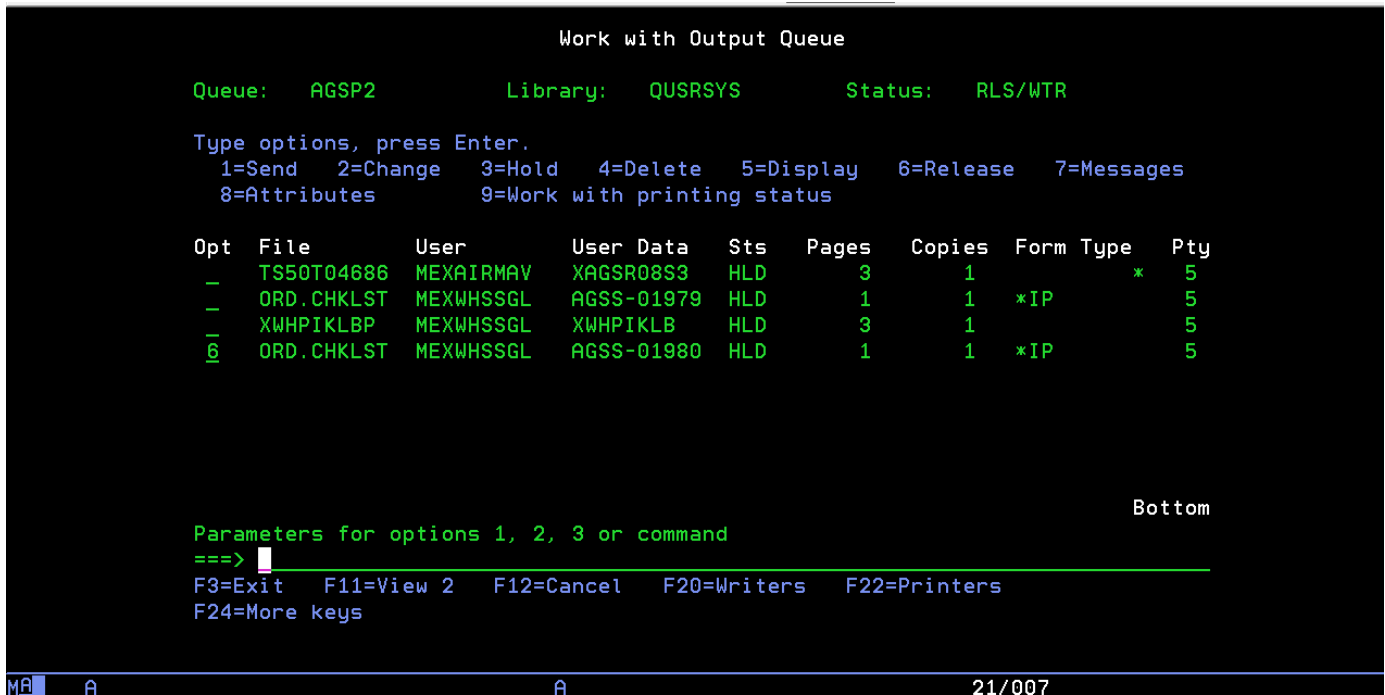 Work with Output Queue
Queue: AGSP2 Library: QUSRSYS Status: RLS/WTR
Type options, press Enter.
1=Send 2=Change 3=Hold 4=Delete 5=Display 6=Release 7=Messages
8=Attributes 9=Work with printing status
Opt File User User Data Sts Pages Copies Form Type Pty
_ TS50T04686 MEXAIRMAV XAGSR08S3 HLD 3 1 * 5
_ ORD.CHKLST MEXWHSSGL AGSS-01979 HLD 1 1 *IP 5
_ XWHPIKLBP MEXWHSSGL XWHPIKLB HLD 3 1 5
6 ORD.CHKLST MEXWHSSGL AGSS-01980 HLD 1 1 *IP 5
Bottom
Parameters for options 1, 2, 3 or command
===>
F3=Exit F11=View 2 F12=Cancel F20=Writers F22=Printers
F24=More keys
MA A A 21/007